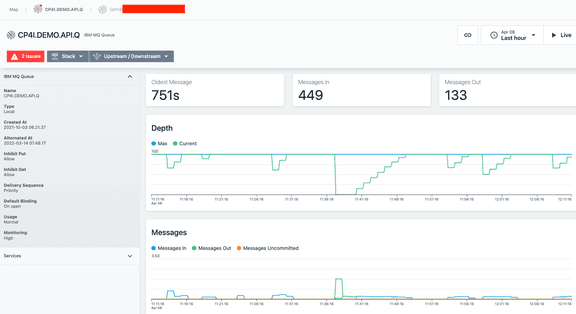 Map
CP4I.DEMO.API.Q
CP4I.DEMO.API.Q IBM MQ Queue
Apr 06
Last hour
Live
2 Issues
Stack
Upstream / Downstream
IBM MQ Queue
Name
CP4I.DEMO.API.Q
Type
Local
Created At
2021-10-03 06.21.37
Alternated At
2022-03-14 07.48.17
Inhibit Put
Allow
Inhibit Get
Allow
Delivery Sequence
Priority
Default Binding
On open
Usage
Normal
Monitoring
High
Services
Oldest Message
751s
Messages In
449
Messages Out
133
Depth
Max Current
100
11:11:16 11:16:16 11:21:16 11:26:16 11:31:16 11:36:16 11:41:16 11:46:16 11:51:16 11:56:16 12:01:16 12:06:16 12:11:16
Apr 06
Messages
Messages In Messages Out Messages Uncommitted
11:11:16 11:16:16 11:21:16 11:26:16 11:31:16 11:36:16 11:41:16 11:46:16 11:51:16 11:56:16 12:01:16 12:06:16 12:11:16
Apr 06